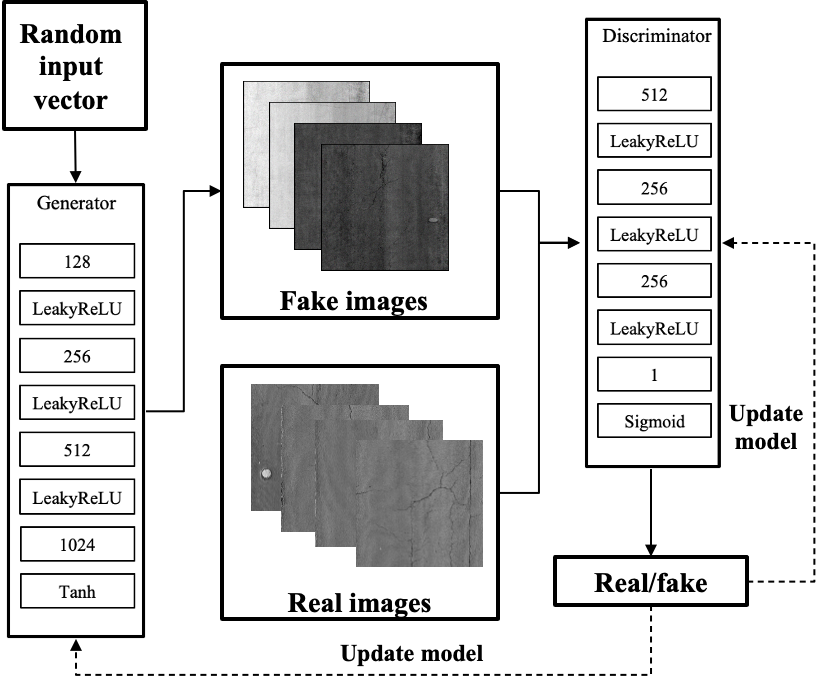 Random
input
vector
Generator
128
LeakyReLU
256
LeakyReLU
512
LeakyReLU
1024
Tanh
Fake images
Real images
Discriminator
512
LeakyReLU
256
LeakyReLU
256
LeakyReLU
1
Sigmoid
Update
model
Real/fake
Update model